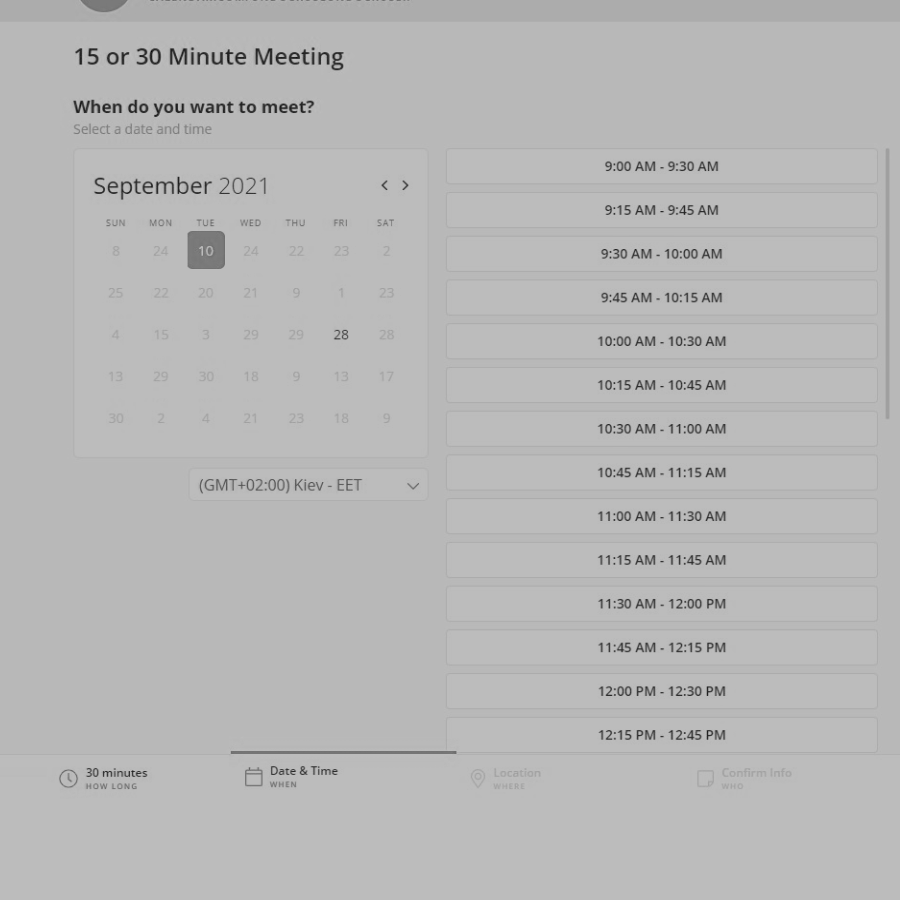 15 or 30 Minute Meeting
When do you want to meet?
Select a date and time
September 2021
SUN MON TUE WED THU FRI SAT
8 24 10 24 22 23 2
25 22 20 21 9 1 23
4 15 3 29 29 28 28
13 29 30 18 9 13 17
30 2 4 21 23 18 9
(GMT+02:00) Kiev - EET
9:00 AM - 9:30 AM
9:15 AM - 9:45 AM
9:30 AM - 10:00 AM
9:45 AM - 10:15 AM
10:00 AM - 10:30 AM
10:15 AM - 10:45 AM
10:30 AM - 11:00 AM
10:45 AM - 11:15 AM
11:00 AM - 11:30 AM
11:15 AM - 11:45 AM
11:30 AM - 12:00 PM
11:45 AM - 12:15 PM
12:00 PM - 12:30 PM
12:15 PM - 12:45 PM
30 minutes
HOW LONG
Date & Time
WHEN
Location
WHERE
Confirm Info
WHO